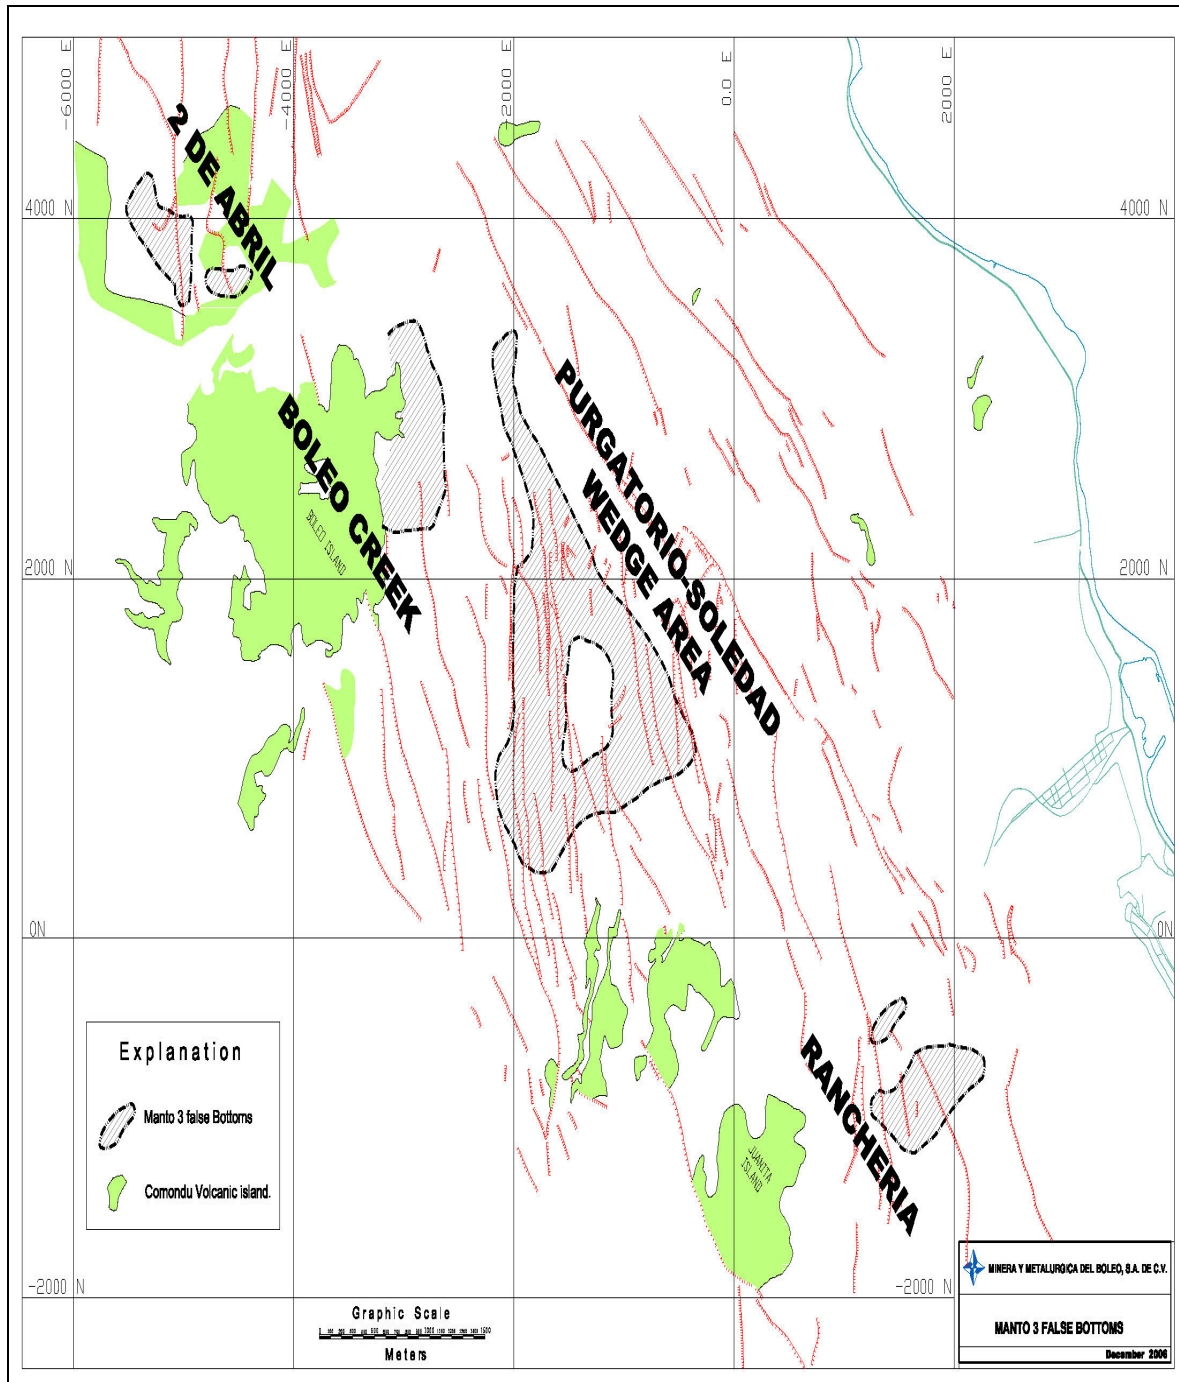 -6000 E
-4000 E
-2000 E
0.0 E
2000 E
2 DE ABRIL
4000 N
4000 N
PURGATORIO-SOLEDAD
WEDGE AREA
BOLEO CREEK
BOLEO ISLAND
2000 N
2000 N
0N
0N
Explanation
Manto 3 false Bottoms
Comondu Volcanic island.
RANCHERIA
JUANITA
ISLAND
-2000 N
-2000 N
Graphic Scale
Meters
MINERA Y METALURGICA DEL BOLEO, S.A. DE C.V.
MANTO 3 FALSE BOTTOMS
December 2006